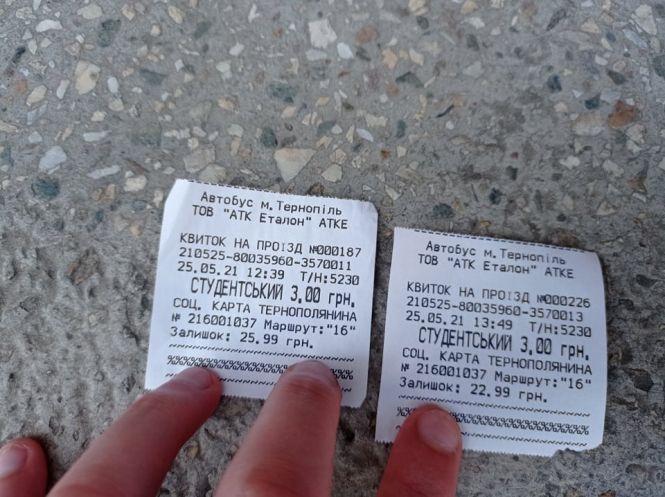 Автобус м.Тернопіль
ТОВ "АТК Еталон" АТКЕ
КВИТОК НА ПРОЇЗД №000187
210525-80035960-3570011
25.05.21 12:39 Т/Н:5230
СТУДЕНТСЬКИЙ 3.00 грн.
СОЦ. КАРТА ТЕРНОПОЛЯНИНА
№ 216001037 Маршрут:"16"
Залишок: 25.99 грн.
Автобус м.Тернопіль
ТОВ "АТК Еталон" АТКЕ
КВИТОК НА ПРОЇЗД №000226
210525-80035960-3570013
25.05.21 13:49 Т/Н:5230
СТУДЕНТСЬКИЙ 3.00 грн.
СОЦ. КАРТА ТЕРНОПОЛЯНИНА
№ 216001037 Маршрут:"16"
Залишок: 22.99 грн.